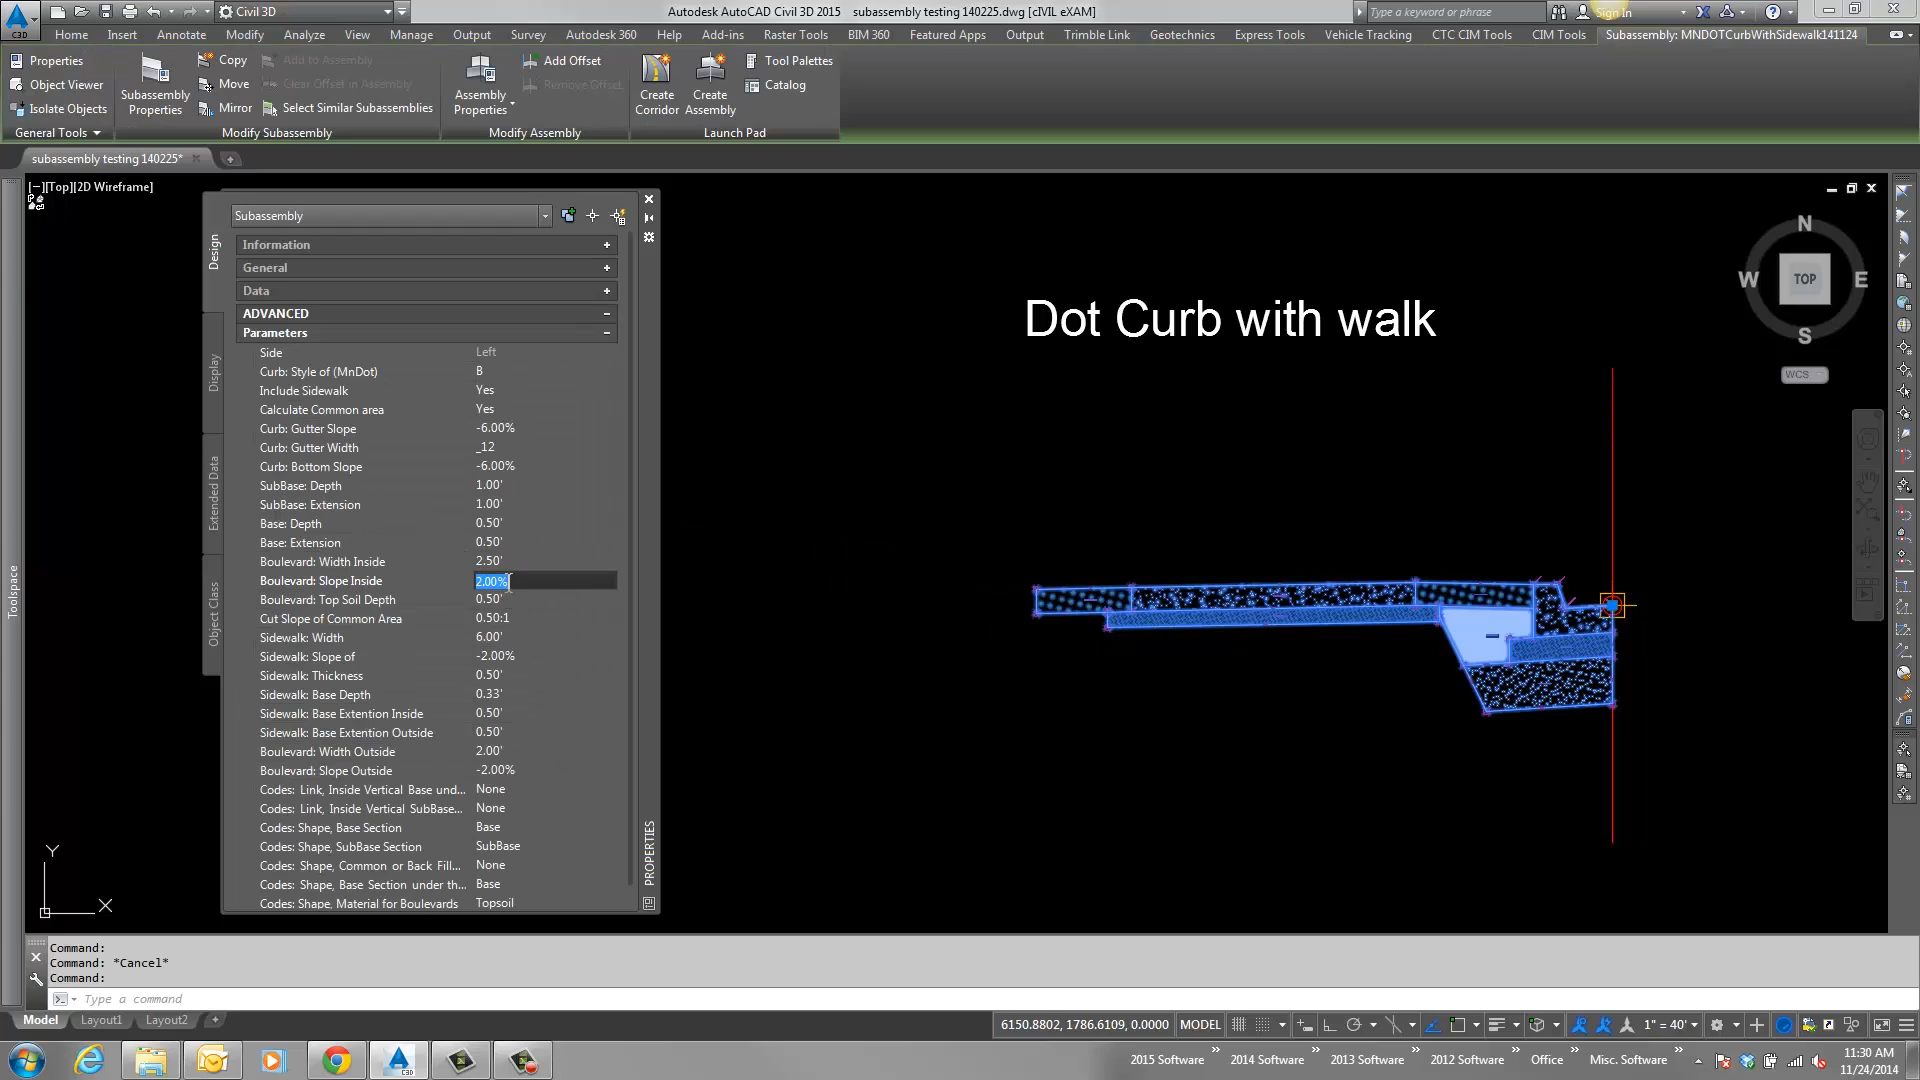 Civil 3D
Autodesk AutoCAD Civil 3D 2015   subassembly testing 140225.dwg [cIVIL eXAM]
Type a keyword or phrase
Sign In
C3D
Home Insert Annotate Modify Analyze View Manage Output Survey Autodesk 360 Help Add-ins Raster Tools BIM 360 Featured Apps Output Trimble Link Geotechnics Express Tools Vehicle Tracking CTC CIM Tools CIM Tools Subassembly: MNDOTCurbWithSidewalk141124
Properties
Object Viewer
Isolate Objects
General Tools
Subassembly
Properties
Copy
Move
Mirror
Add to Assembly
Clear Offset in Assembly
Select Similar Subassemblies
Modify Subassembly
Assembly
Properties
Add Offset
Remove Offset
Modify Assembly
Create
Corridor
Create
Assembly
Tool Palettes
Catalog
Launch Pad
subassembly testing 140225*
[−][Top][2D Wireframe]
Toolspace
Subassembly
Design
Display
Extended Data
Object Class
PROPERTIES
Information +
General +
Data +
ADVANCED −
Parameters −
Side Left
Curb: Style of (MnDot) B
Include Sidewalk Yes
Calculate Common area Yes
Curb: Gutter Slope -6.00%
Curb: Gutter Width _12
Curb: Bottom Slope -6.00%
SubBase: Depth 1.00'
SubBase: Extension 1.00'
Base: Depth 0.50'
Base: Extension 0.50'
Boulevard: Width Inside 2.50'
Boulevard: Slope Inside 2.00%
Boulevard: Top Soil Depth 0.50'
Cut Slope of Common Area 0.50:1
Sidewalk: Width 6.00'
Sidewalk: Slope of -2.00%
Sidewalk: Thickness 0.50'
Sidewalk: Base Depth 0.33'
Sidewalk: Base Extention Inside 0.50'
Sidewalk: Base Extention Outside 0.50'
Boulevard: Width Outside 2.00'
Boulevard: Slope Outside -2.00%
Codes: Link, Inside Vertical Base und... None
Codes: Link, Inside Vertical SubBase... None
Codes: Shape, Base Section Base
Codes: Shape, SubBase Section SubBase
Codes: Shape, Common or Back Fill... None
Codes: Shape, Base Section under th... Base
Codes: Shape, Material for Boulevards Topsoil
Dot Curb with walk
N
W TOP E
S
WCS
Y
X
Command:
Command: *Cancel*
Command:
Type a command
Model Layout1 Layout2
6150.8802, 1786.6109, 0.0000 MODEL 1" = 40'
2015 Software 2014 Software 2013 Software 2012 Software Office Misc. Software
11:30 AM
11/24/2014